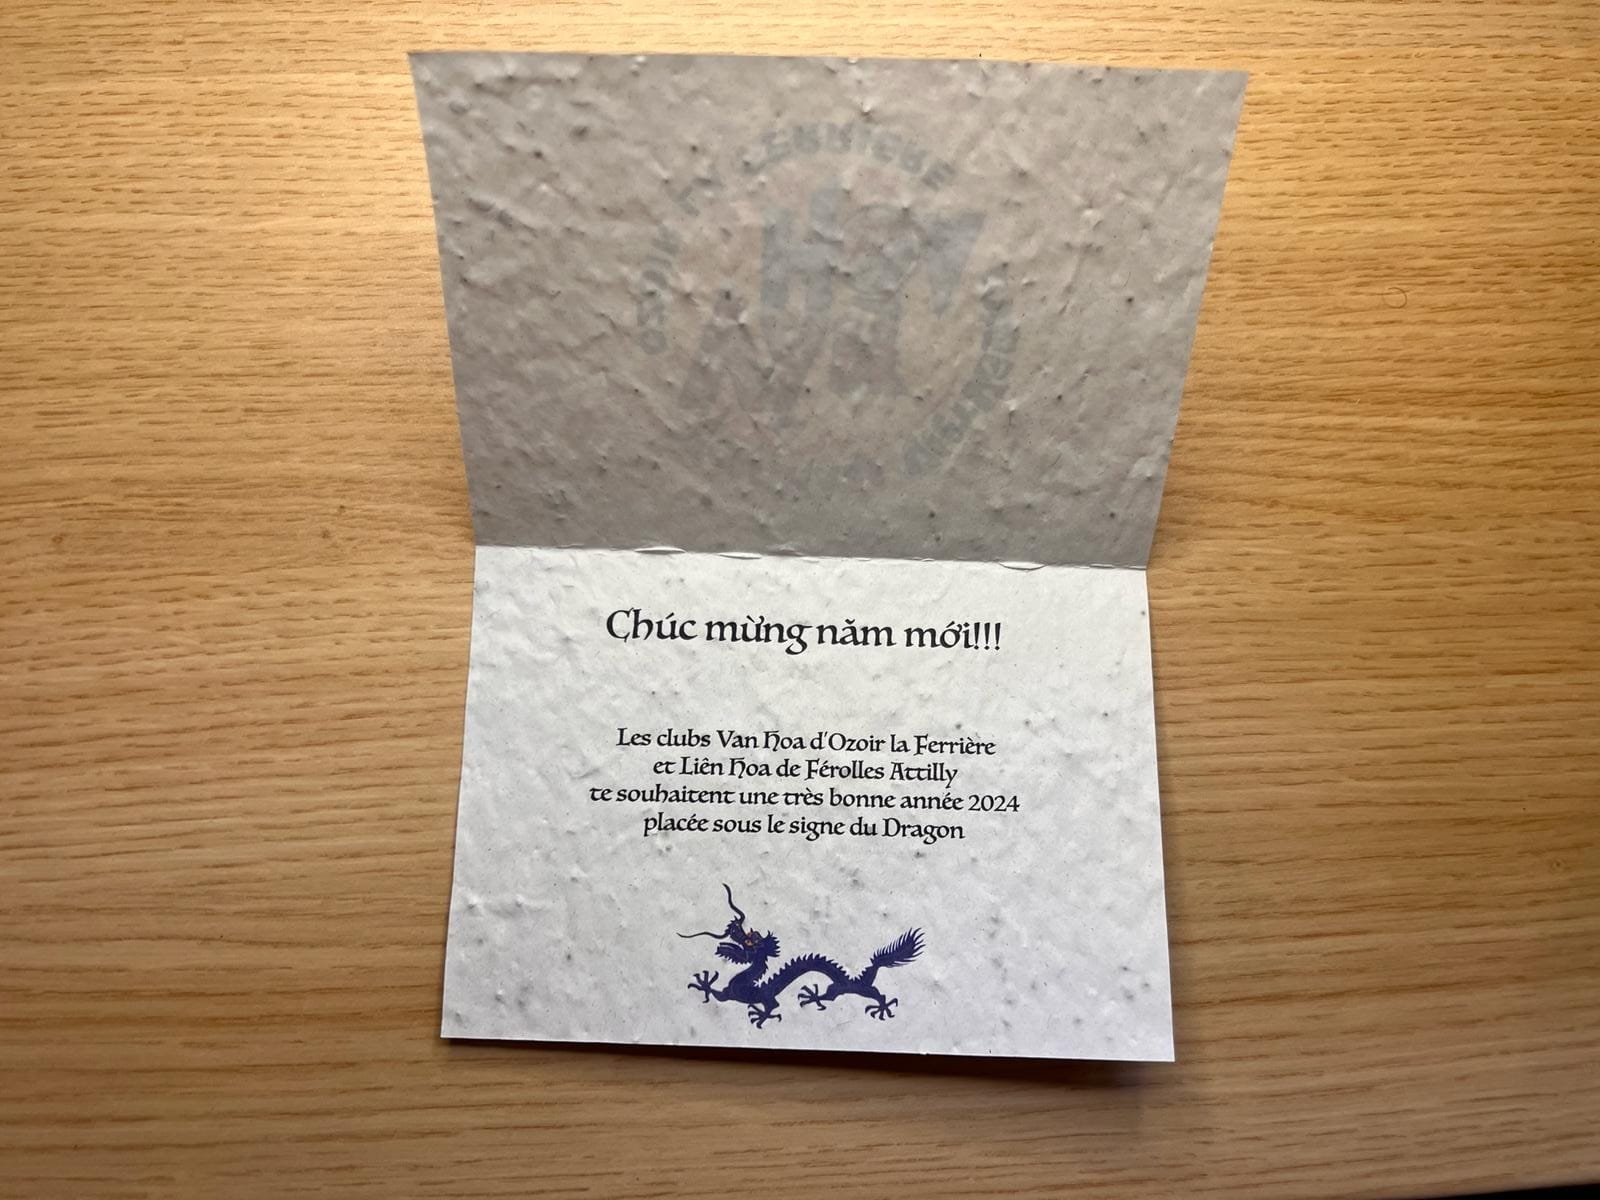 Chúc mừng năm mới!!!
Les clubs Van Hoa d'Ozoir la Ferrière
et Liên Hoa de Férolles Attilly
te souhaitent une très bonne année 2024
placée sous le signe du Dragon